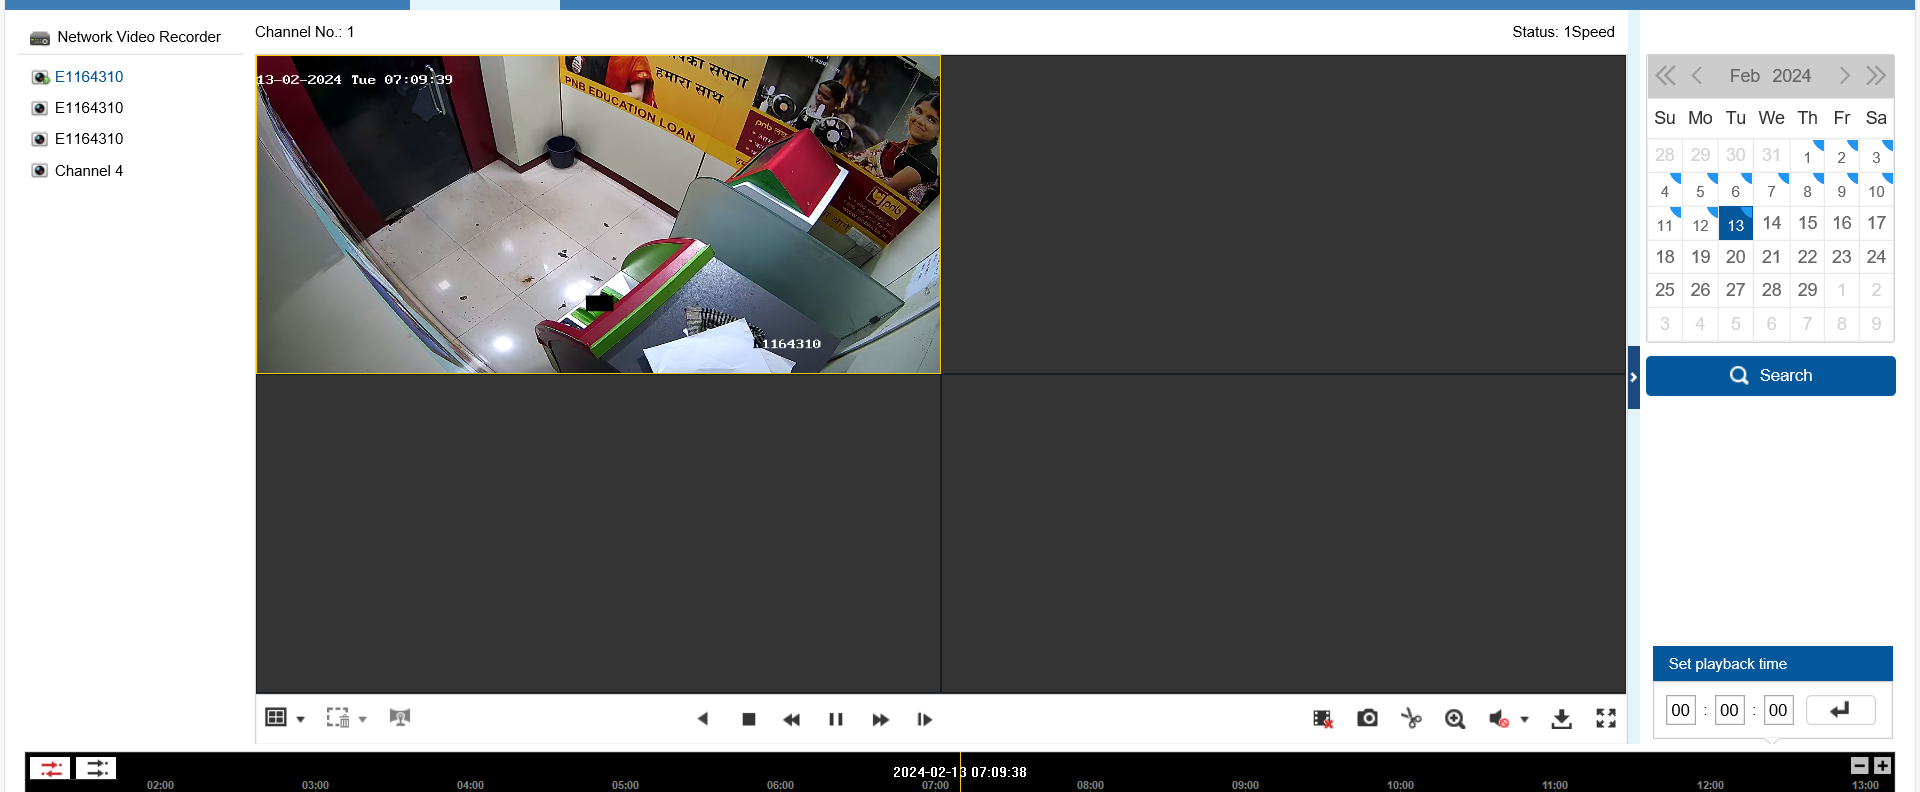 Network Video Recorder
E1164310
E1164310
E1164310
Channel 4
Channel No.: 1
Status: 1Speed
13-02-2024 Tue 07:09:39
सपना
हमारा साथ
PNB EDUCATION LOAN
pnb
pnb
E1164310
Feb 2024
Su Mo Tu We Th Fr Sa
28 29 30 31 1 2 3
4 5 6 7 8 9 10
11 12 13 14 15 16 17
18 19 20 21 22 23 24
25 26 27 28 29 1 2
3 4 5 6 7 8 9
Search
Set playback time
00 : 00 : 00
2024-02-13 07:09:38
02:00 03:00 04:00 05:00 06:00 07:00 08:00 09:00 10:00 11:00 12:00 13:00